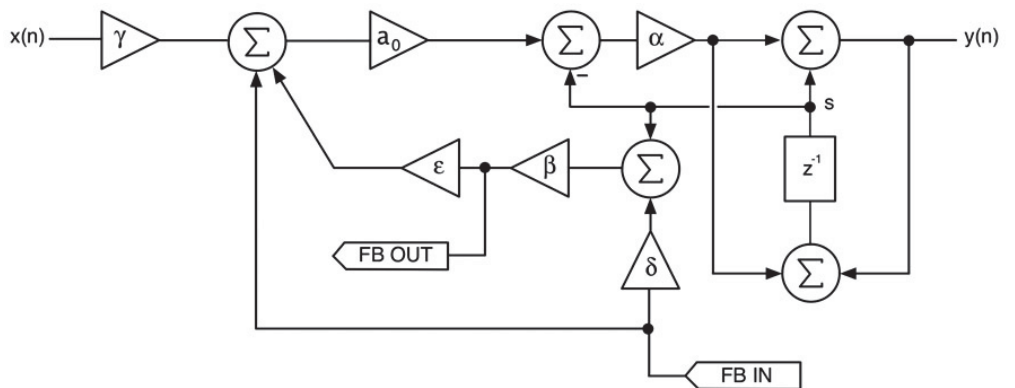 x(n)
γ
Σ
a₀
Σ
α
Σ
y(n)
−
s
ε
β
Σ
z⁻¹
FB OUT
δ
Σ
FB IN